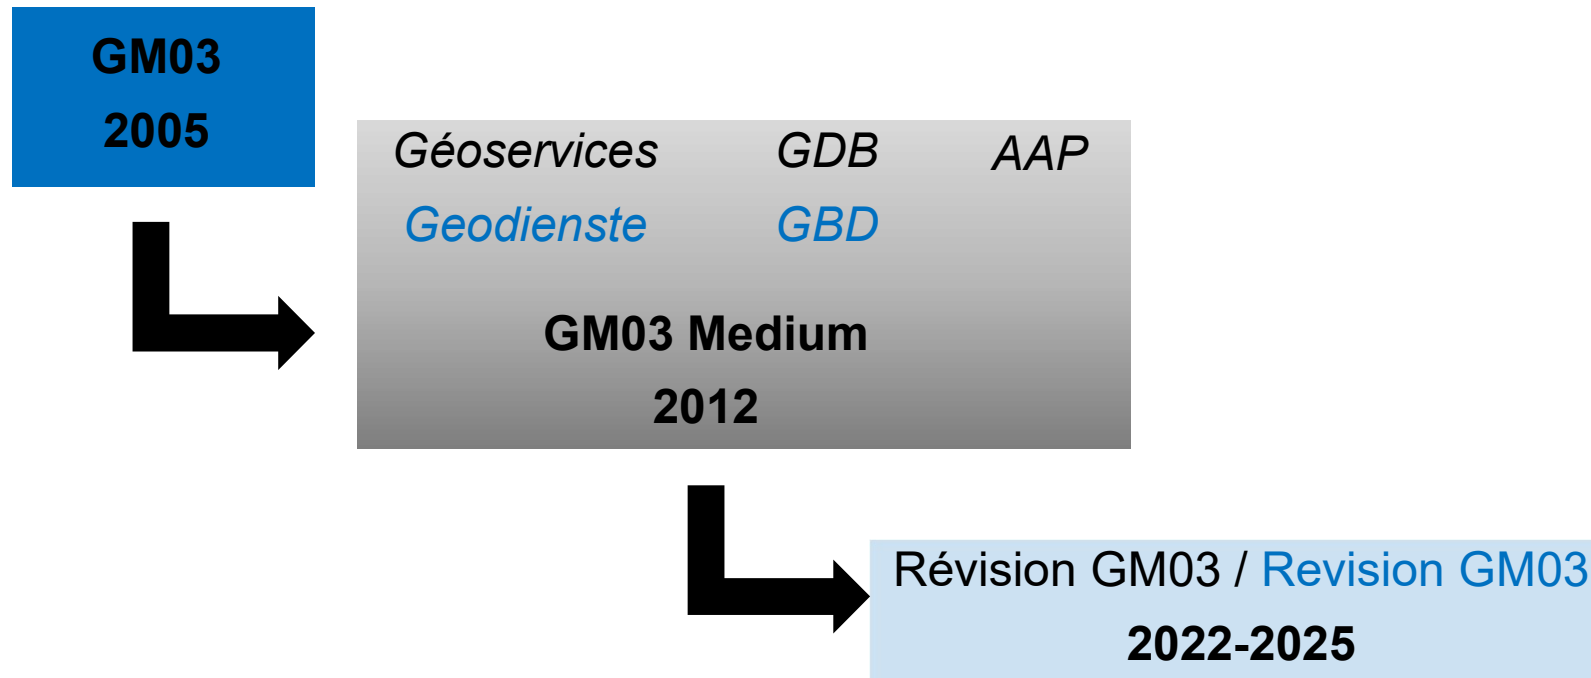 GM03
2005
Géoservices GDB AAP
Geodienste GBD
GM03 Medium
2012
Révision GM03 / Revision GM03
2022-2025